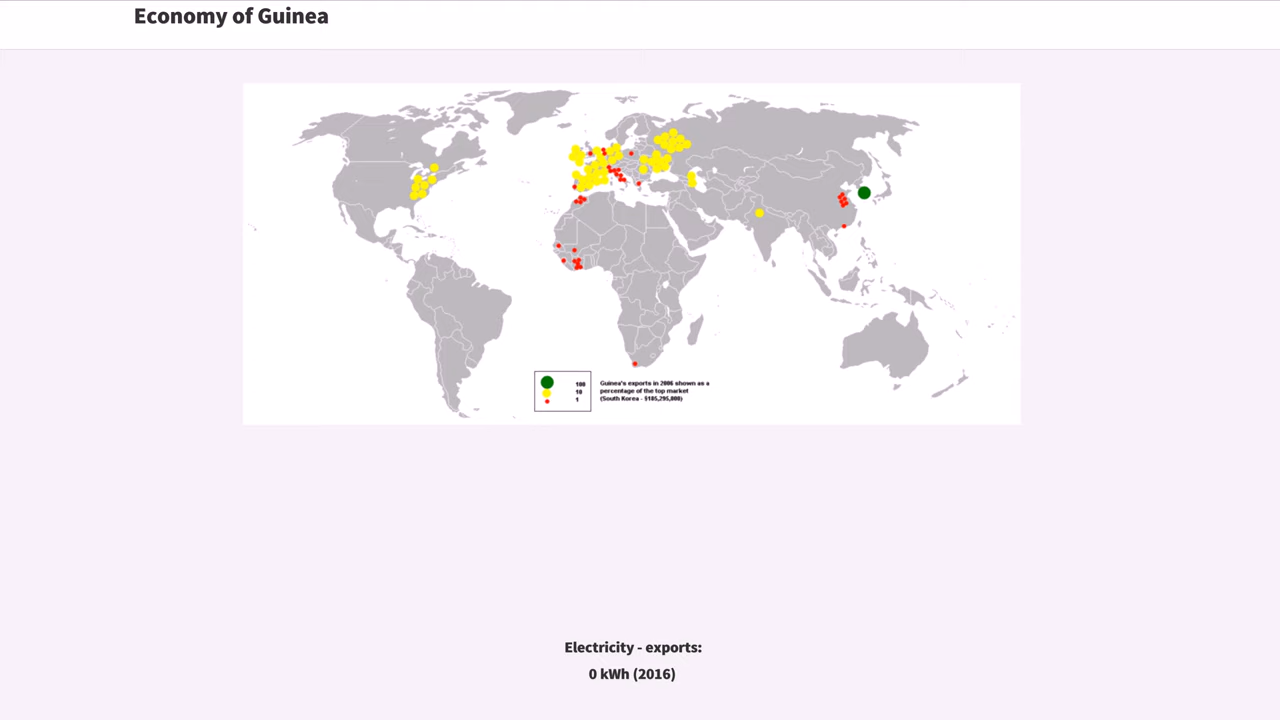 Economy of Guinea
100
10
1
Guinea's exports in 2006 shown as a
percentage of the top market
(South Korea - $185,295,000)
Electricity - exports:
0 kWh (2016)